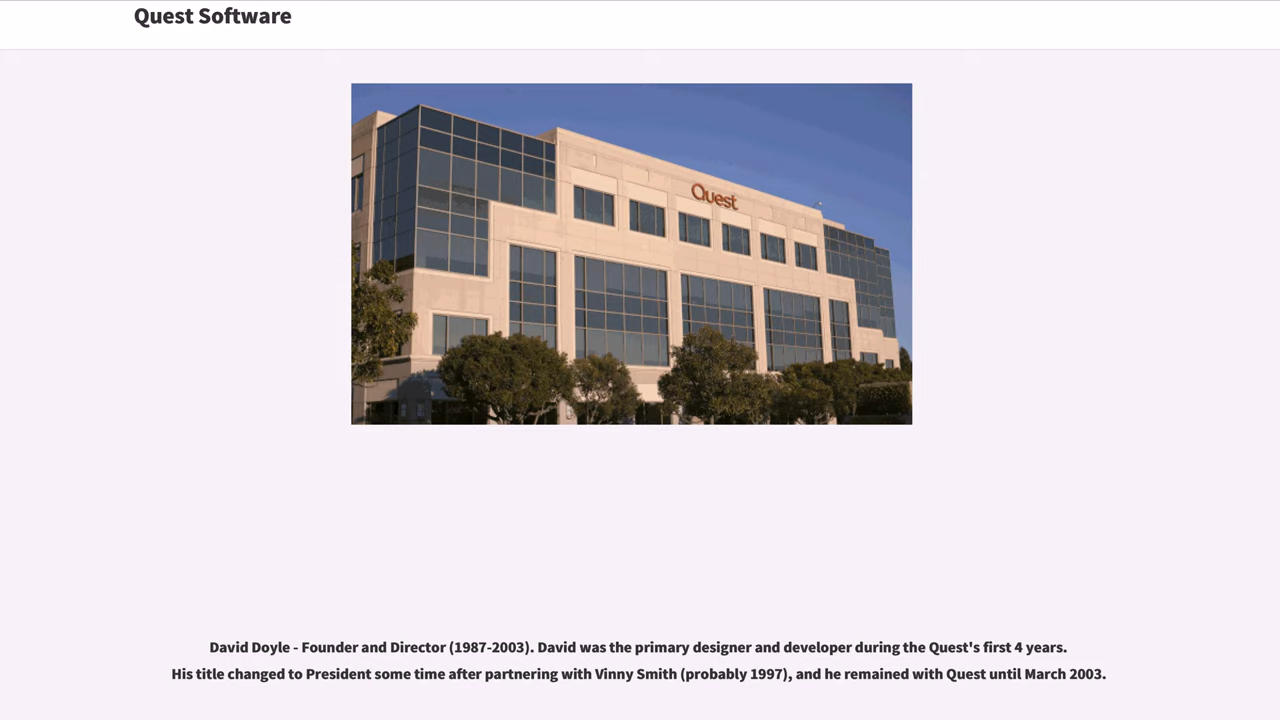 Quest Software
Quest
David Doyle - Founder and Director (1987-2003). David was the primary designer and developer during the Quest's first 4 years.
His title changed to President some time after partnering with Vinny Smith (probably 1997), and he remained with Quest until March 2003.